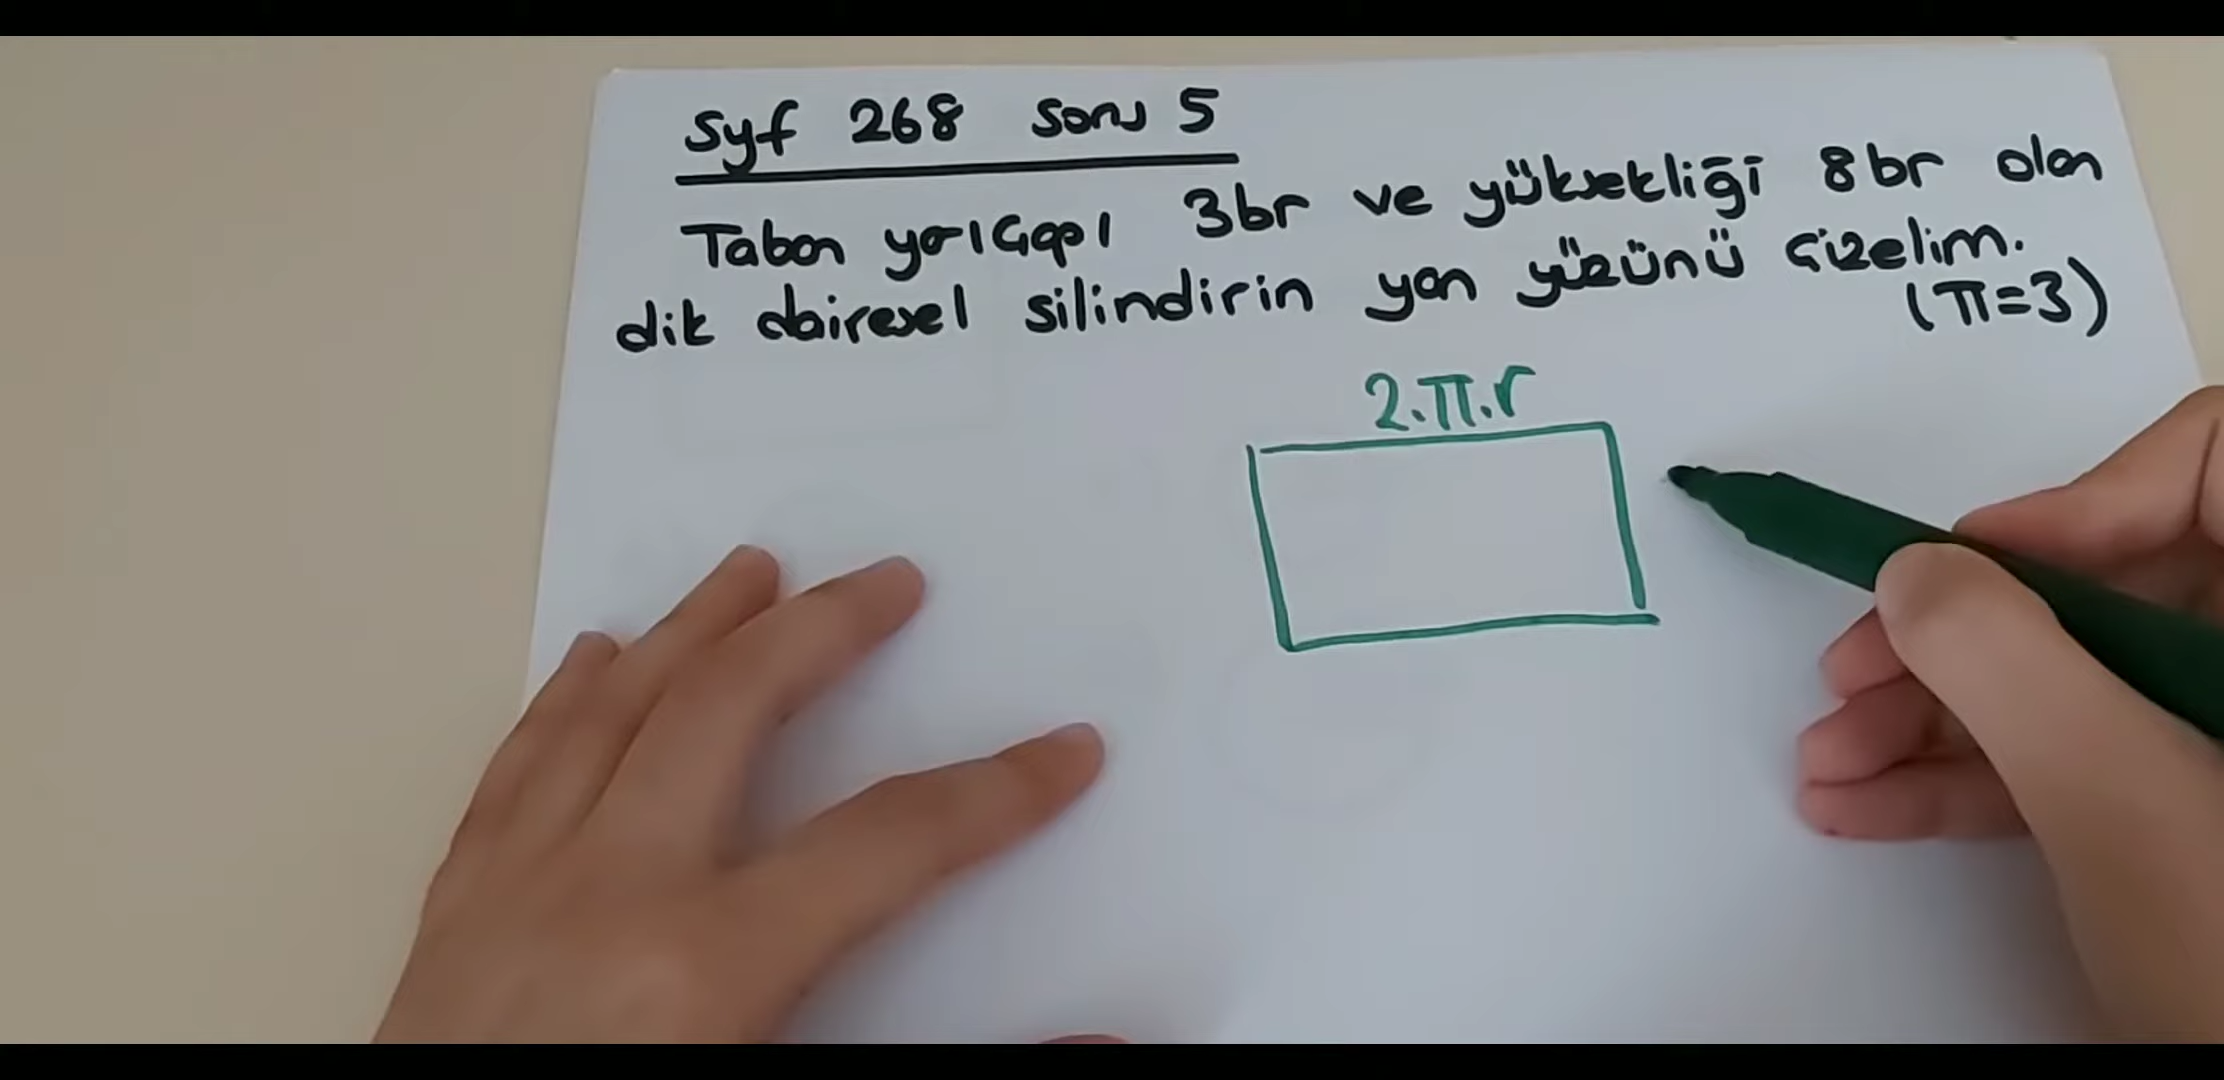 Syf 268 soru 5
Taban yarıçapı 3br ve yüksekliği 8br olan
dik dairesel silindirin yan yüzünü çizelim.
(π=3)
2.π.r